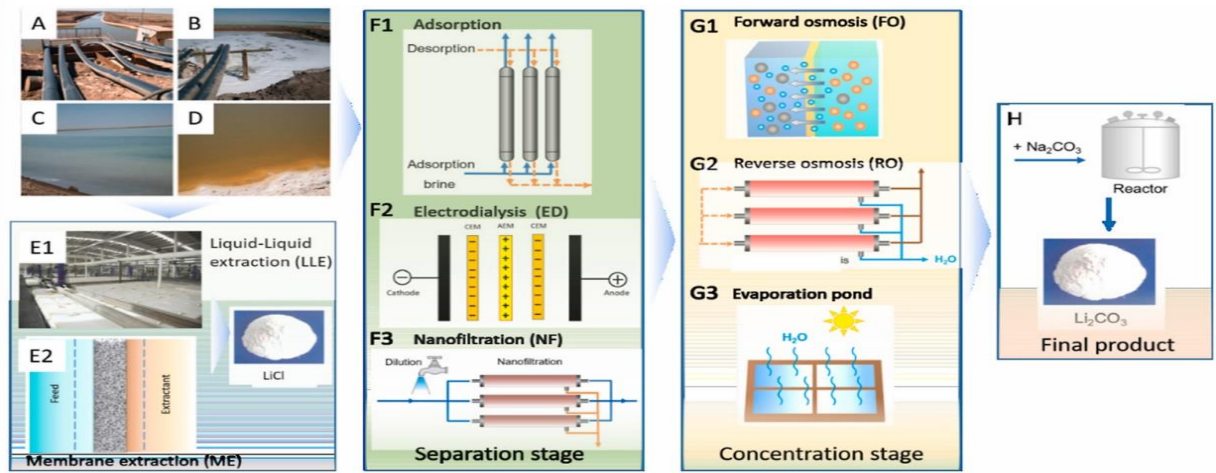 A
B
C
D
E1
Liquid-Liquid
extraction (LLE)
E2
Feed
Extractant
LiCl
Membrane extraction (ME)
F1 Adsorption
Desorption
Adsorption
brine
F2 Electrodialysis (ED)
CEM AEM CEM
Cathode
Anode
F3 Nanofiltration (NF)
Dilution
Nanofiltration
Separation stage
G1 Forward osmosis (FO)
G2 Reverse osmosis (RO)
is
H₂O
G3 Evaporation pond
H₂O
Concentration stage
H
+ Na₂CO₃
Reactor
Li₂CO₃
Final product